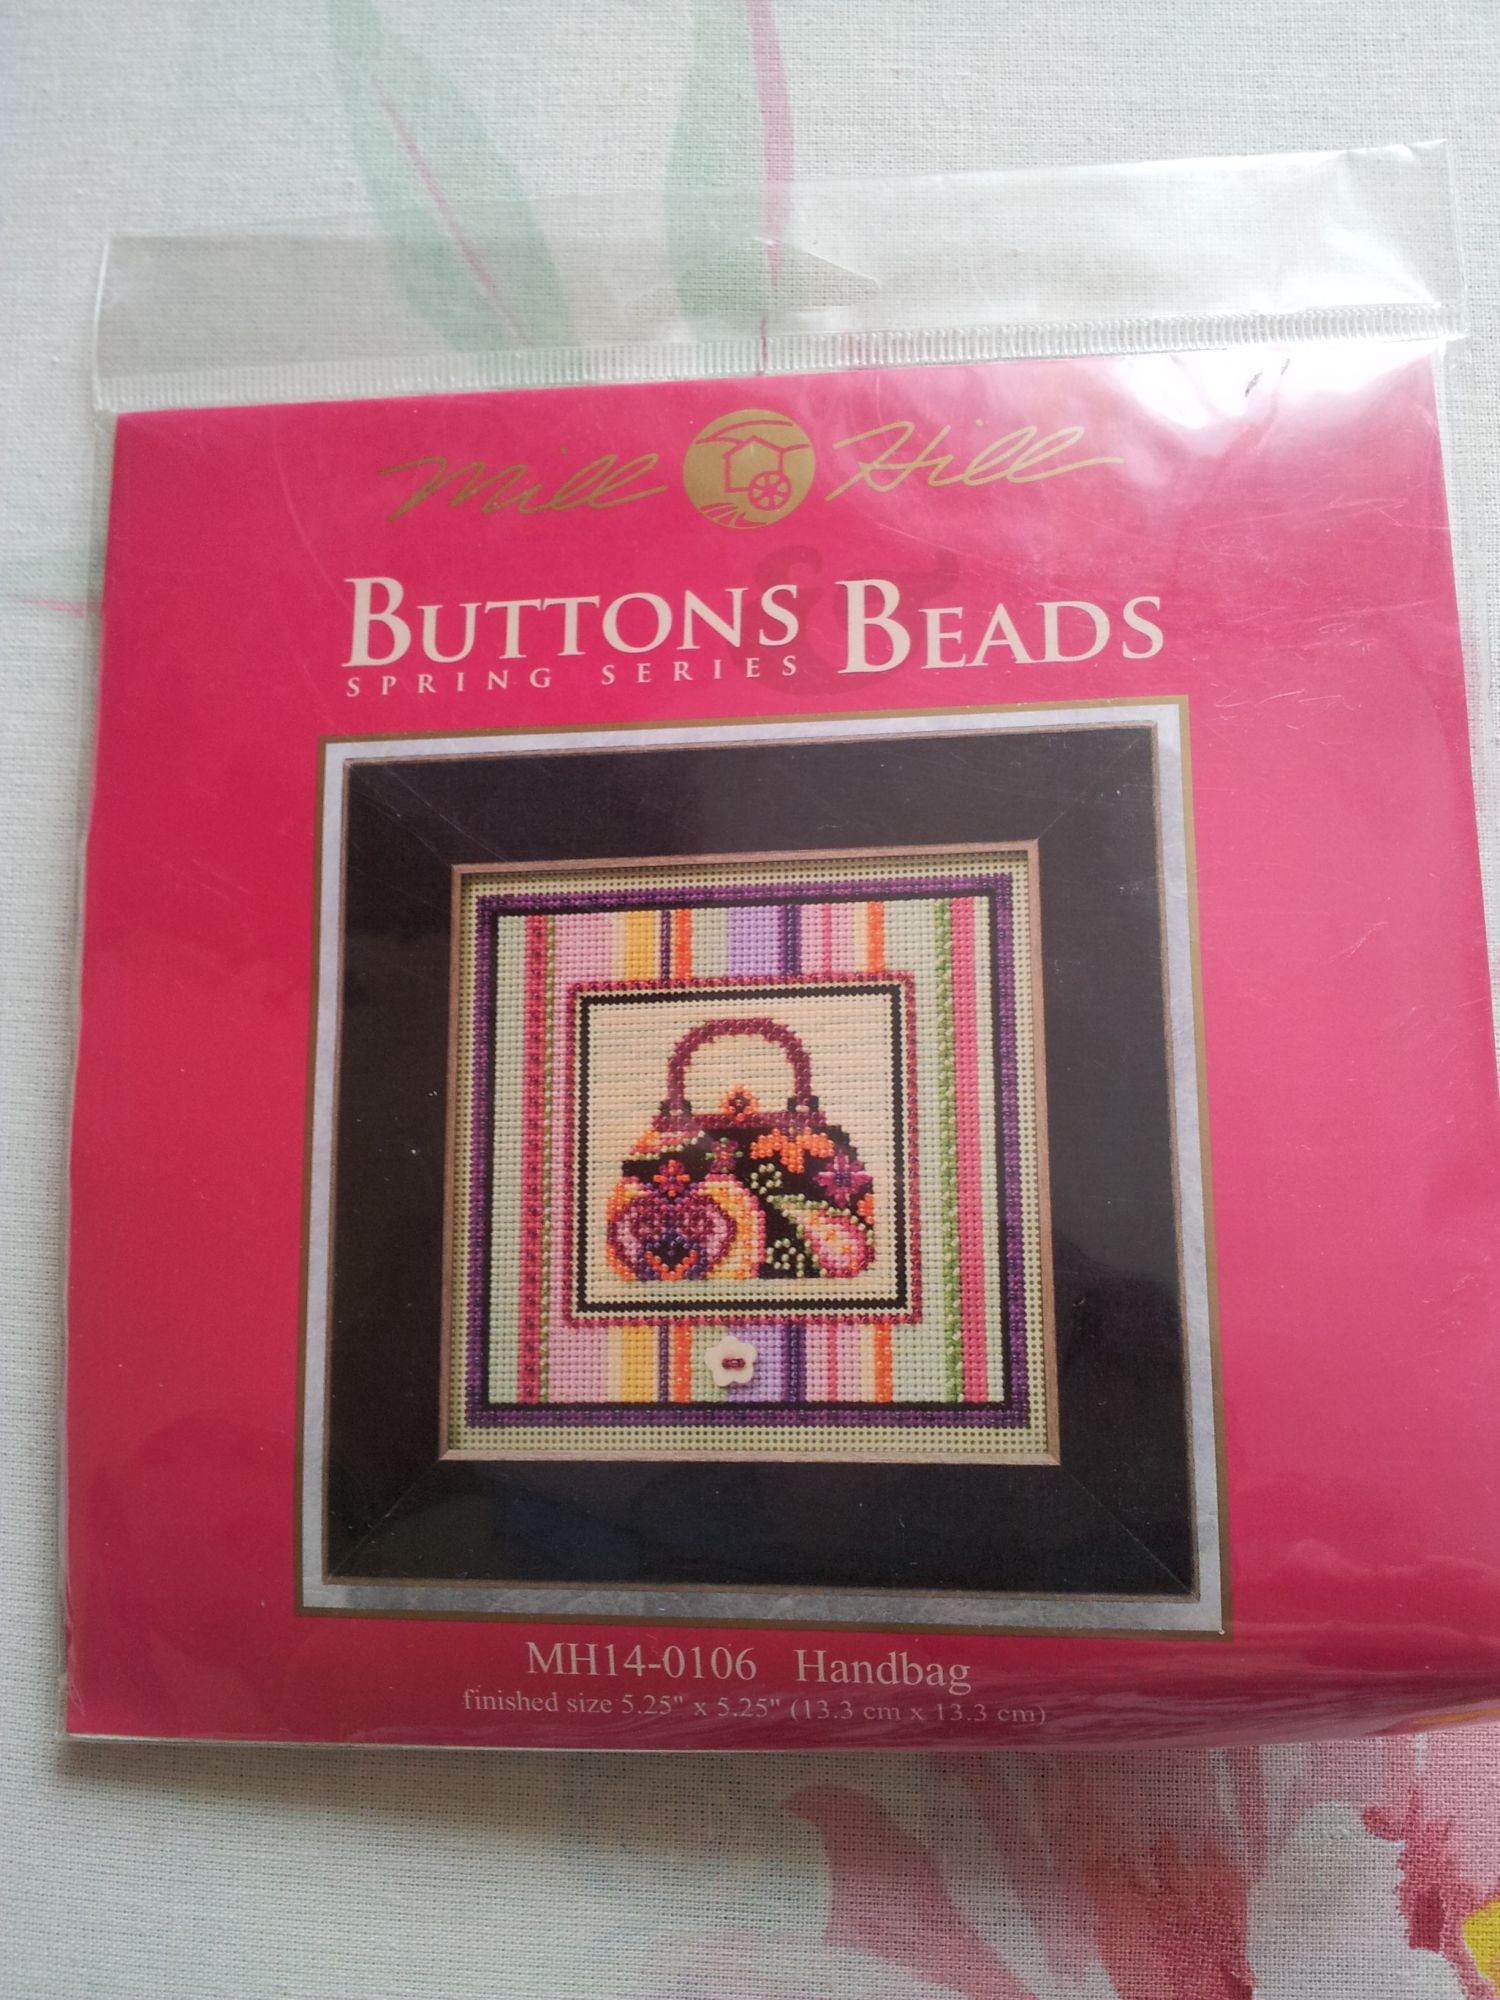 Mill Hill
BUTTONS & BEADS
SPRING SERIES
MH14-0106 Handbag
finished size 5.25" x 5.25" (13.3 cm x 13.3 cm)